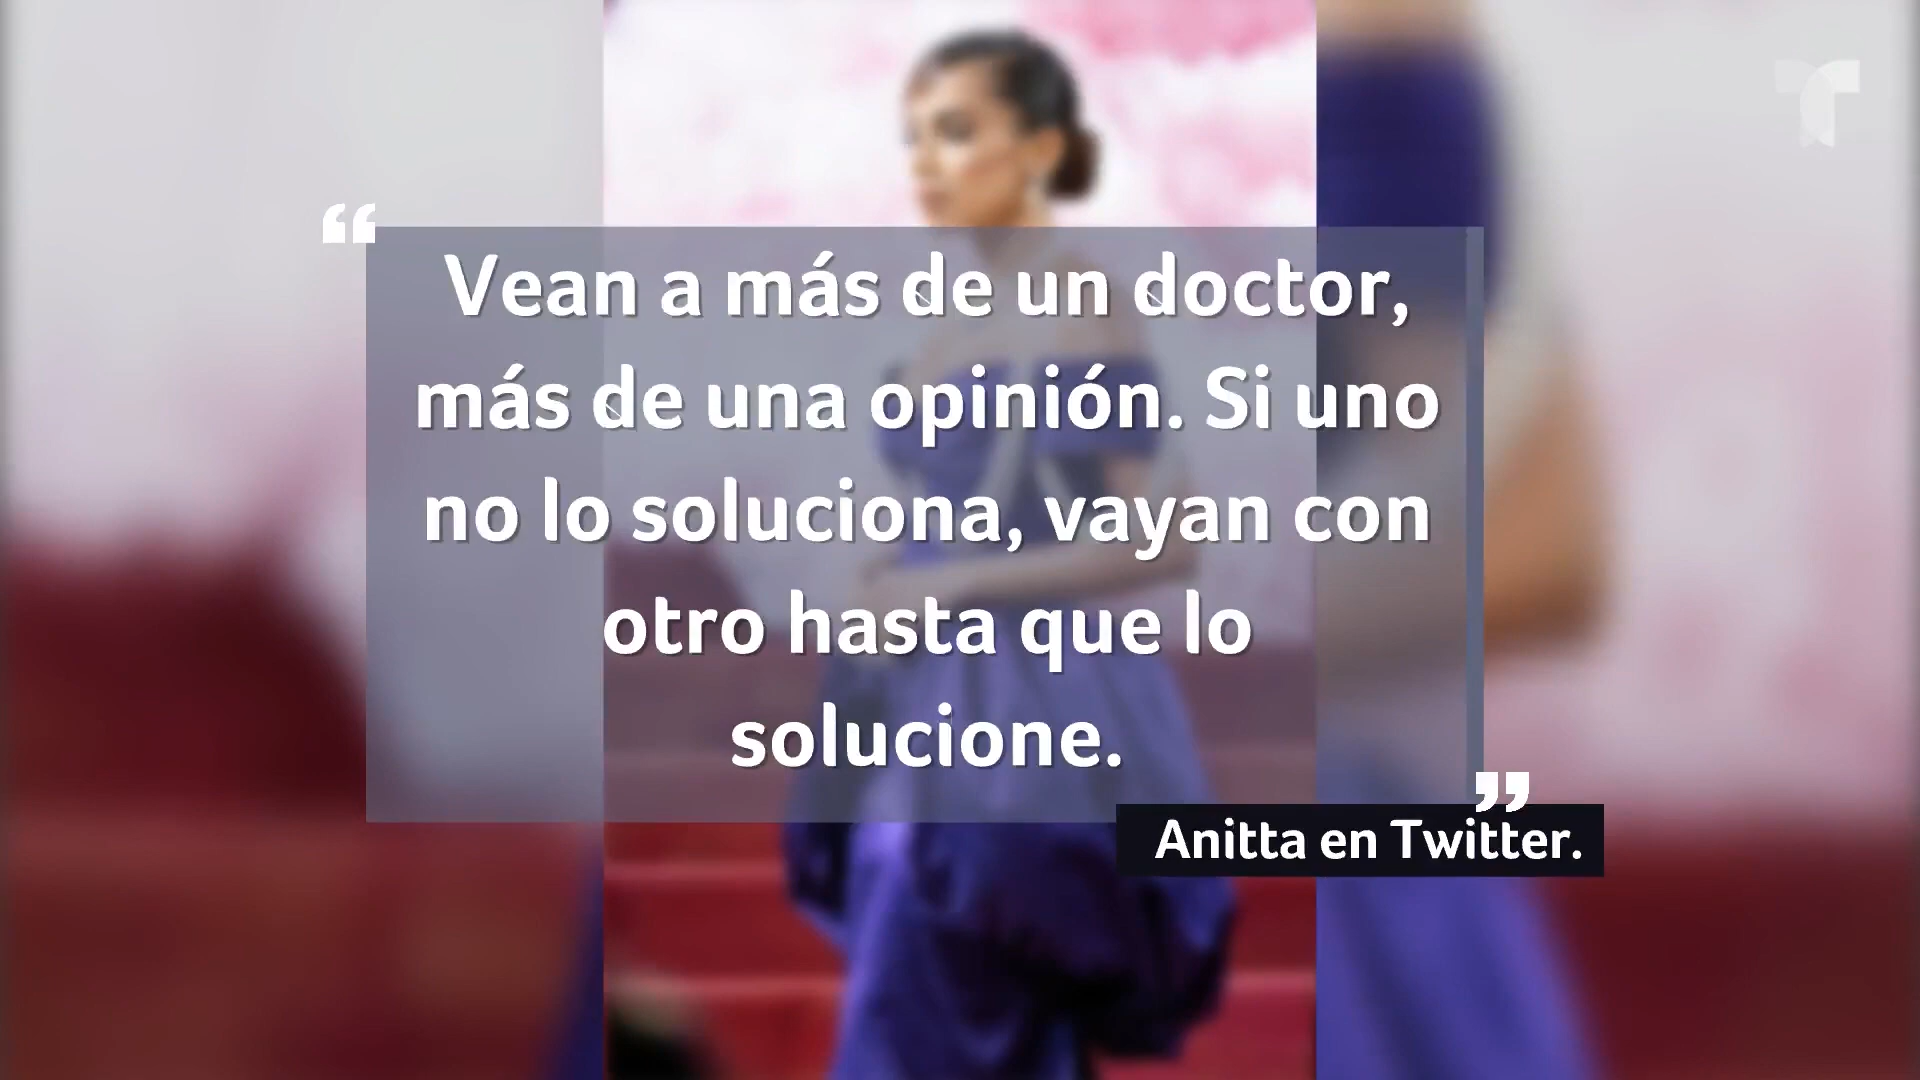 “
Vean a más de un doctor,
más de una opinión. Si uno
no lo soluciona, vayan con
otro hasta que lo
solucione.
”
Anitta en Twitter.